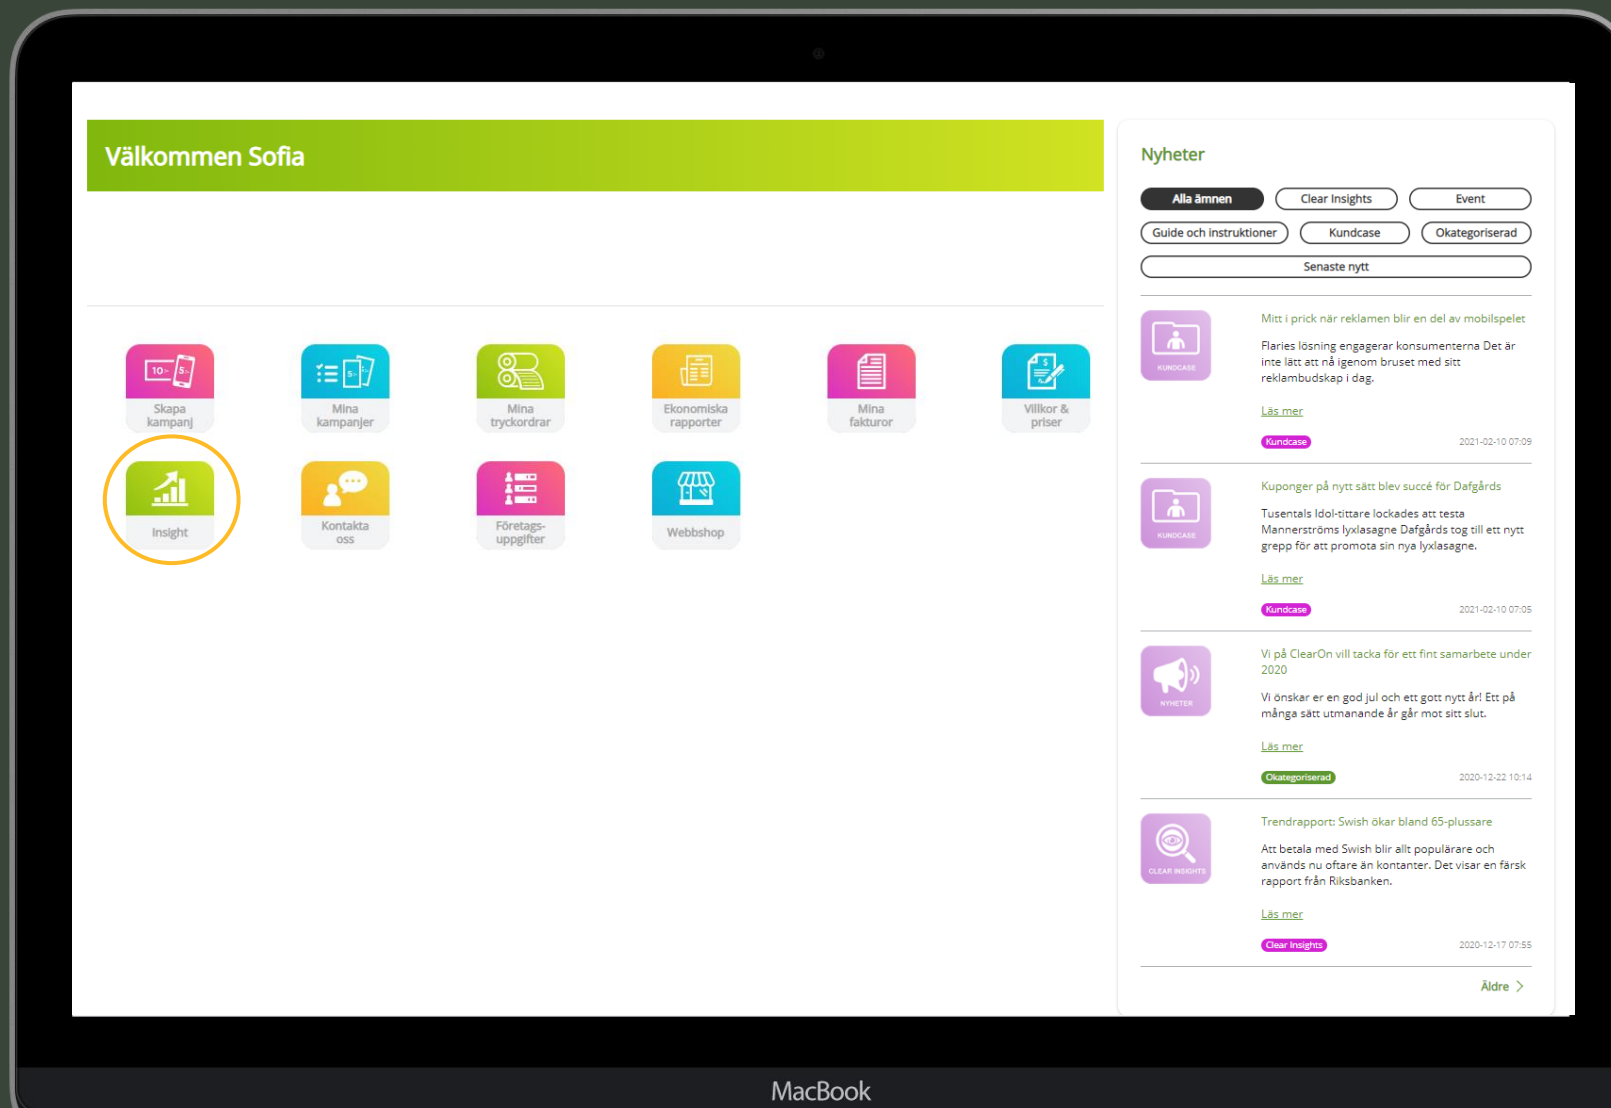 Välkommen Sofia
10:-
5:-
Skapa
kampanj
5:-
Mina
kampanjer
Mina
tryckordrar
Ekonomiska
rapporter
Mina
fakturor
Villkor &
priser
Insight
Kontakta
oss
Företags-
uppgifter
Webbshop
Nyheter
Alla ämnen
Clear Insights
Event
Guide och instruktioner
Kundcase
Okategoriserad
Senaste nytt
KUNDCASE
Mitt i prick när reklamen blir en del av mobilspelet
Flaries lösning engagerar konsumenterna Det är
inte lätt att nå igenom bruset med sitt
reklambudskap i dag.
Läs mer
Kundcase
2021-02-10 07:09
KUNDCASE
Kuponger på nytt sätt blev succé för Dafgårds
Tusentals Idol-tittare lockades att testa
Mannerströms lyxlasagne Dafgårds tog till ett nytt
grepp för att promota sin nya lyxlasagne.
Läs mer
Kundcase
2021-02-10 07:05
NYHETER
Vi på ClearOn vill tacka för ett fint samarbete under
2020
Vi önskar er en god jul och ett gott nytt år! Ett på
många sätt utmanande år går mot sitt slut.
Läs mer
Okategoriserad
2020-12-22 10:14
CLEAR INSIGHTS
Trendrapport: Swish ökar bland 65-plussare
Att betala med Swish blir allt populärare och
används nu oftare än kontanter. Det visar en färsk
rapport från Riksbanken.
Läs mer
Clear Insights
2020-12-17 07:55
Äldre
MacBook